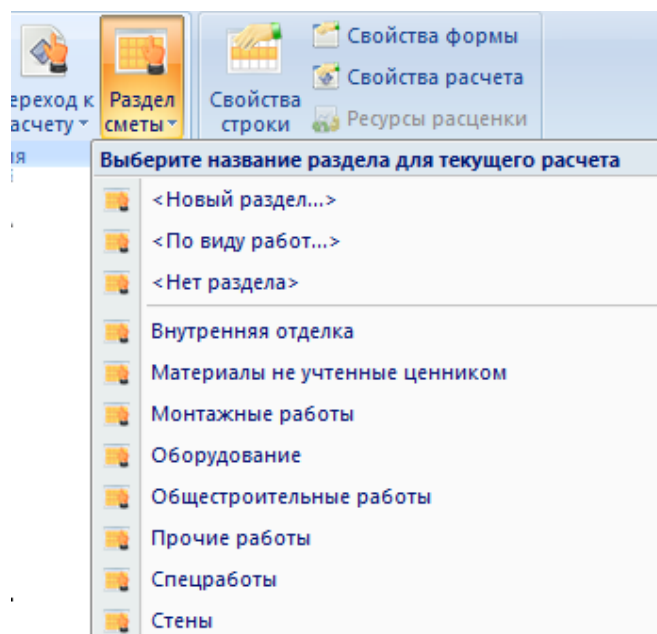 Свойства формы
Свойства расчета
Ресурсы расценки
Раздел
сметы
Свойства
строки
Выберите название раздела для текущего расчета
<Новый раздел...>
<По виду работ...>
<Нет раздела>
Внутренняя отделка
Материалы не учтенные ценником
Монтажные работы
Оборудование
Общестроительные работы
Прочие работы
Спецработы
Стены